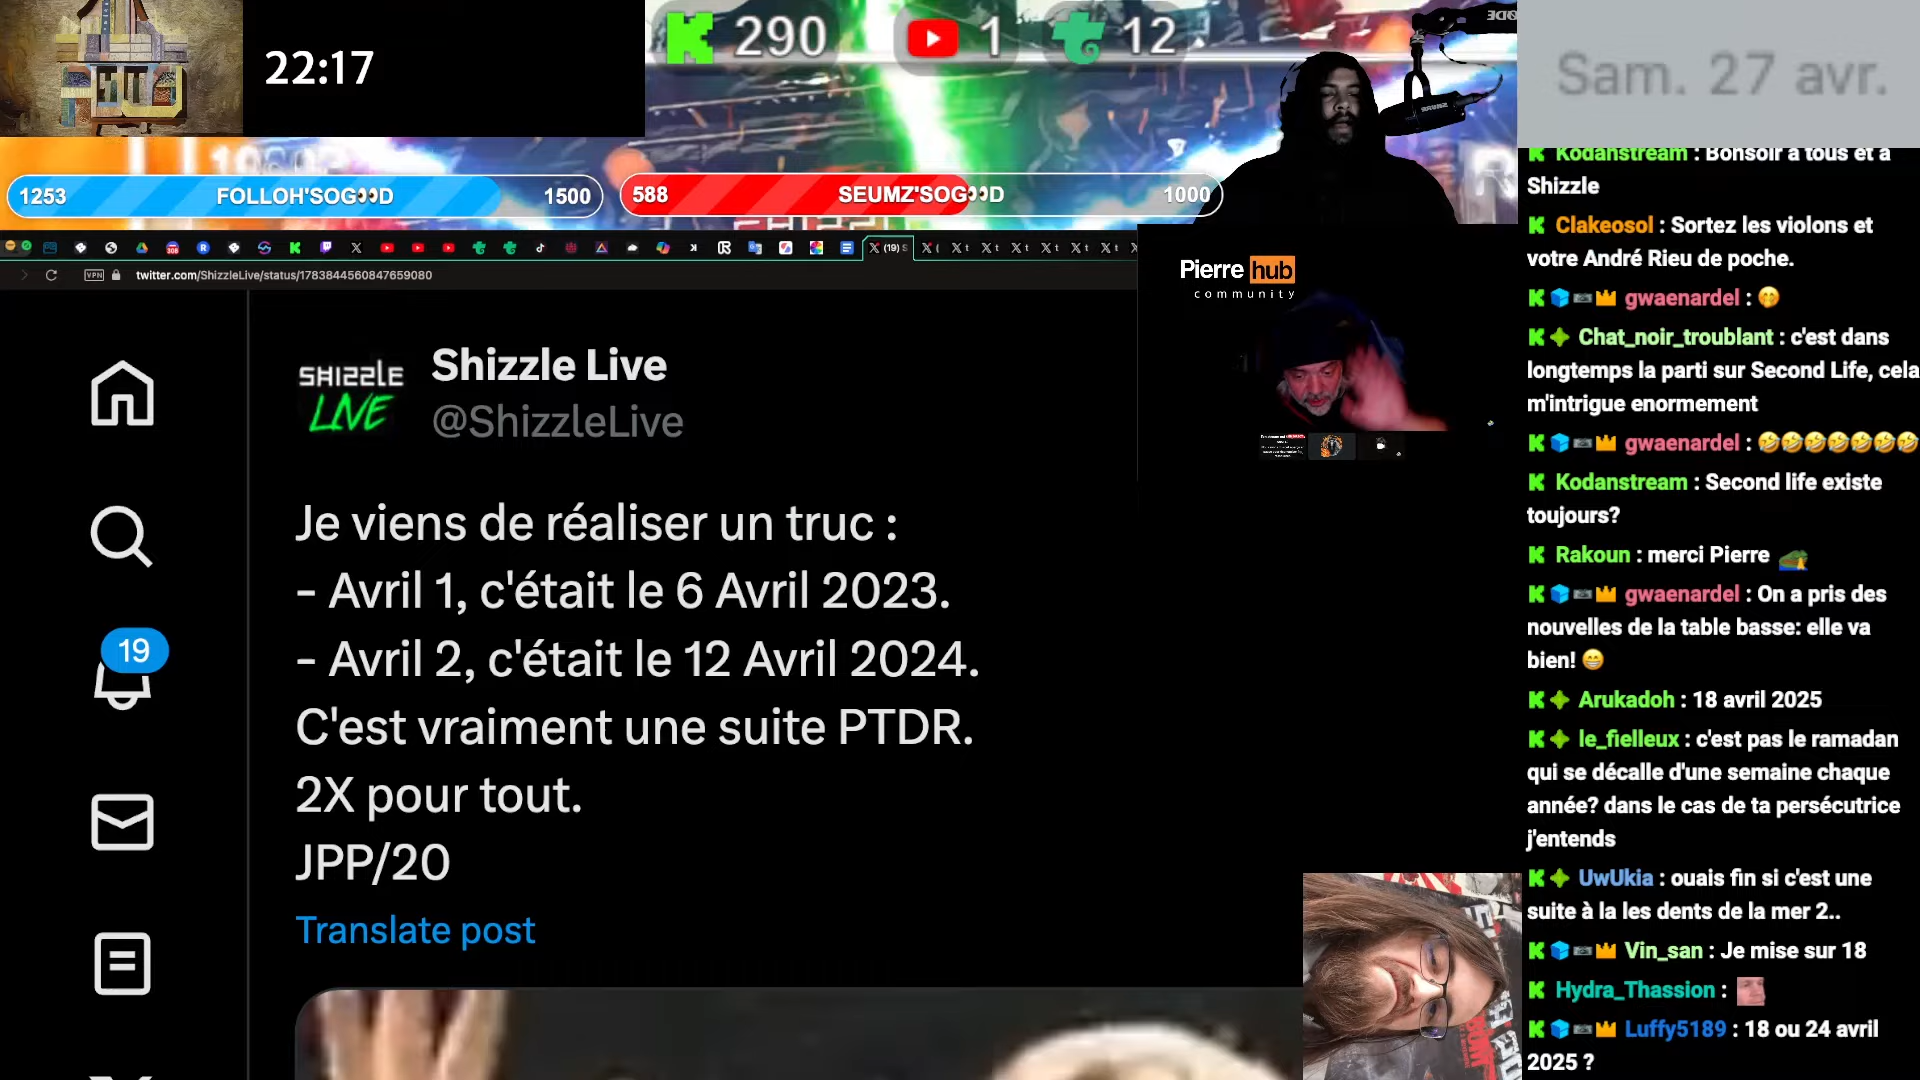 22:17
290
1
12
Sam. 27 avr.
1253 FOLLOH'SOG👀D 1500
588 SEUMZ'SOG👀D 1000
(19) S
VPN twitter.com/ShizzleLive/status/1783844560847659080
Pierre hub
community
SHIZZLE
LIVE
Shizzle Live
@ShizzleLive
Je viens de réaliser un truc :
- Avril 1, c'était le 6 Avril 2023.
- Avril 2, c'était le 12 Avril 2024.
C'est vraiment une suite PTDR.
2X pour tout.
JPP/20
Translate post
19
Kodanstream : Bonsoir à tous et à
Shizzle
Clakeosol : Sortez les violons et
votre André Rieu de poche.
gwaenardel : 🤭
Chat_noir_troublant : c'est dans
longtemps la parti sur Second Life, cela
m'intrigue enormement
gwaenardel : 🤣🤣🤣🤣🤣🤣🤣
Kodanstream : Second life existe
toujours?
Rakoun : merci Pierre
gwaenardel : On a pris des
nouvelles de la table basse: elle va
bien! 😁
Arukadoh : 18 avril 2025
le_fielleux : c'est pas le ramadan
qui se décalle d'une semaine chaque
année? dans le cas de ta persécutrice
j'entends
UwUkia : ouais fin si c'est une
suite à la les dents de la mer 2..
Vin_san : Je mise sur 18
Hydra_Thassion :
Luffy5189 : 18 ou 24 avril
2025 ?